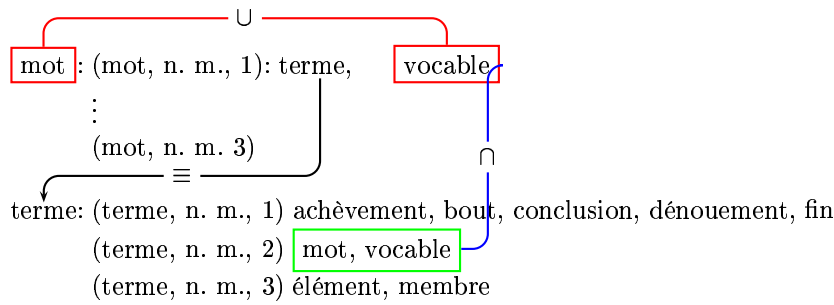 ∪
mot : (mot, n. m., 1): terme, vocable
⋮
(mot, n. m. 3)
∩
≡
terme: (terme, n. m., 1) achèvement, bout, conclusion, dénouement, fin
(terme, n. m., 2) mot, vocable
(terme, n. m., 3) élément, membre